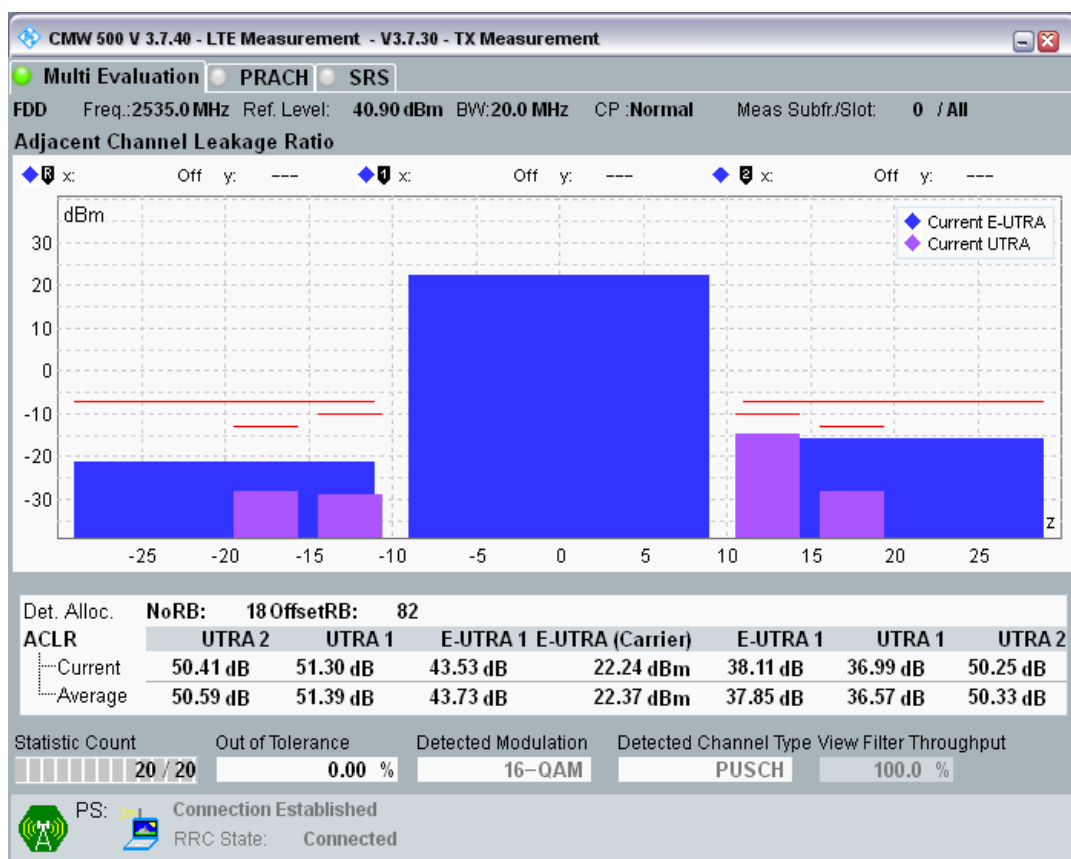 CMW 500 V 3.7.40 - LTE Measurement - V3.7.30 - TX Measurement
Multi Evaluation PRACH SRS
FDD Freq.:2535.0 MHz Ref. Level: 40.90 dBm BW:20.0 MHz CP :Normal Meas Subfr./Slot: 0 / All
Adjacent Channel Leakage Ratio
R x: Off y: --- 1 x: Off y: --- 2 x: Off y: ---
dBm
Current E-UTRA
Current UTRA
30
20
10
0
-10
-20
-30
z
-25 -20 -15 -10 -5 0 5 10 15 20 25
Det. Alloc. NoRB: 18 OffsetRB: 82
ACLR UTRA 2 UTRA 1 E-UTRA 1 E-UTRA (Carrier) E-UTRA 1 UTRA 1 UTRA 2
Current 50.41 dB 51.30 dB 43.53 dB 22.24 dBm 38.11 dB 36.99 dB 50.25 dB
Average 50.59 dB 51.39 dB 43.73 dB 22.37 dBm 37.85 dB 36.57 dB 50.33 dB
Statistic Count Out of Tolerance Detected Modulation Detected Channel Type View Filter Throughput
20 / 20 0.00 % 16-QAM PUSCH 100.0 %
PS: Connection Established
RRC State: Connected